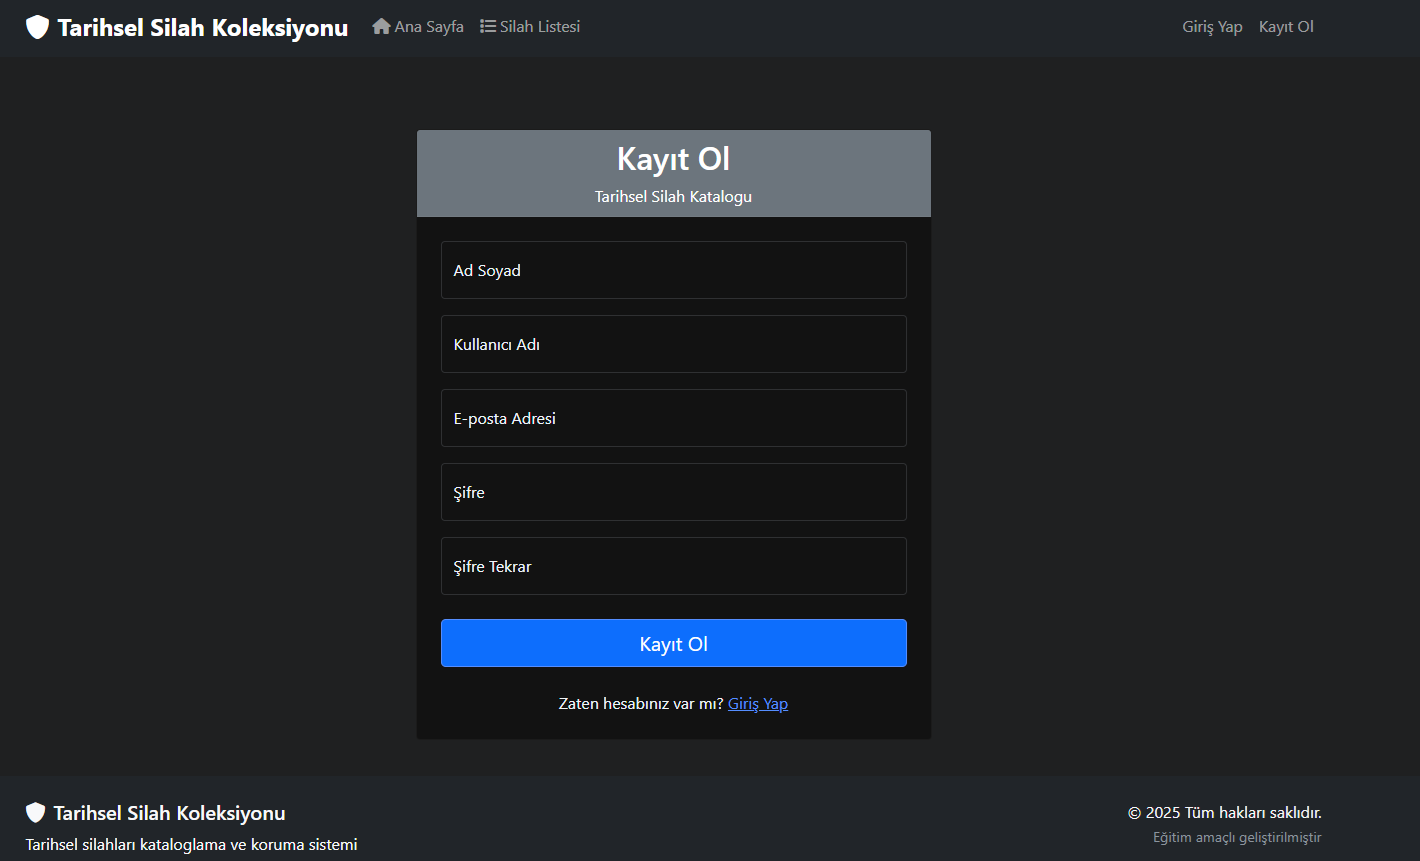 Tarihsel Silah Koleksiyonu Ana Sayfa Silah Listesi Giriş Yap Kayıt Ol
Kayıt Ol
Tarihsel Silah Katalogu
Ad Soyad
Kullanıcı Adı
E-posta Adresi
Şifre
Şifre Tekrar
Kayıt Ol
Zaten hesabınız var mı? Giriş Yap
Tarihsel Silah Koleksiyonu
Tarihsel silahları kataloglama ve koruma sistemi
© 2025 Tüm hakları saklıdır.
Eğitim amaçlı geliştirilmiştir